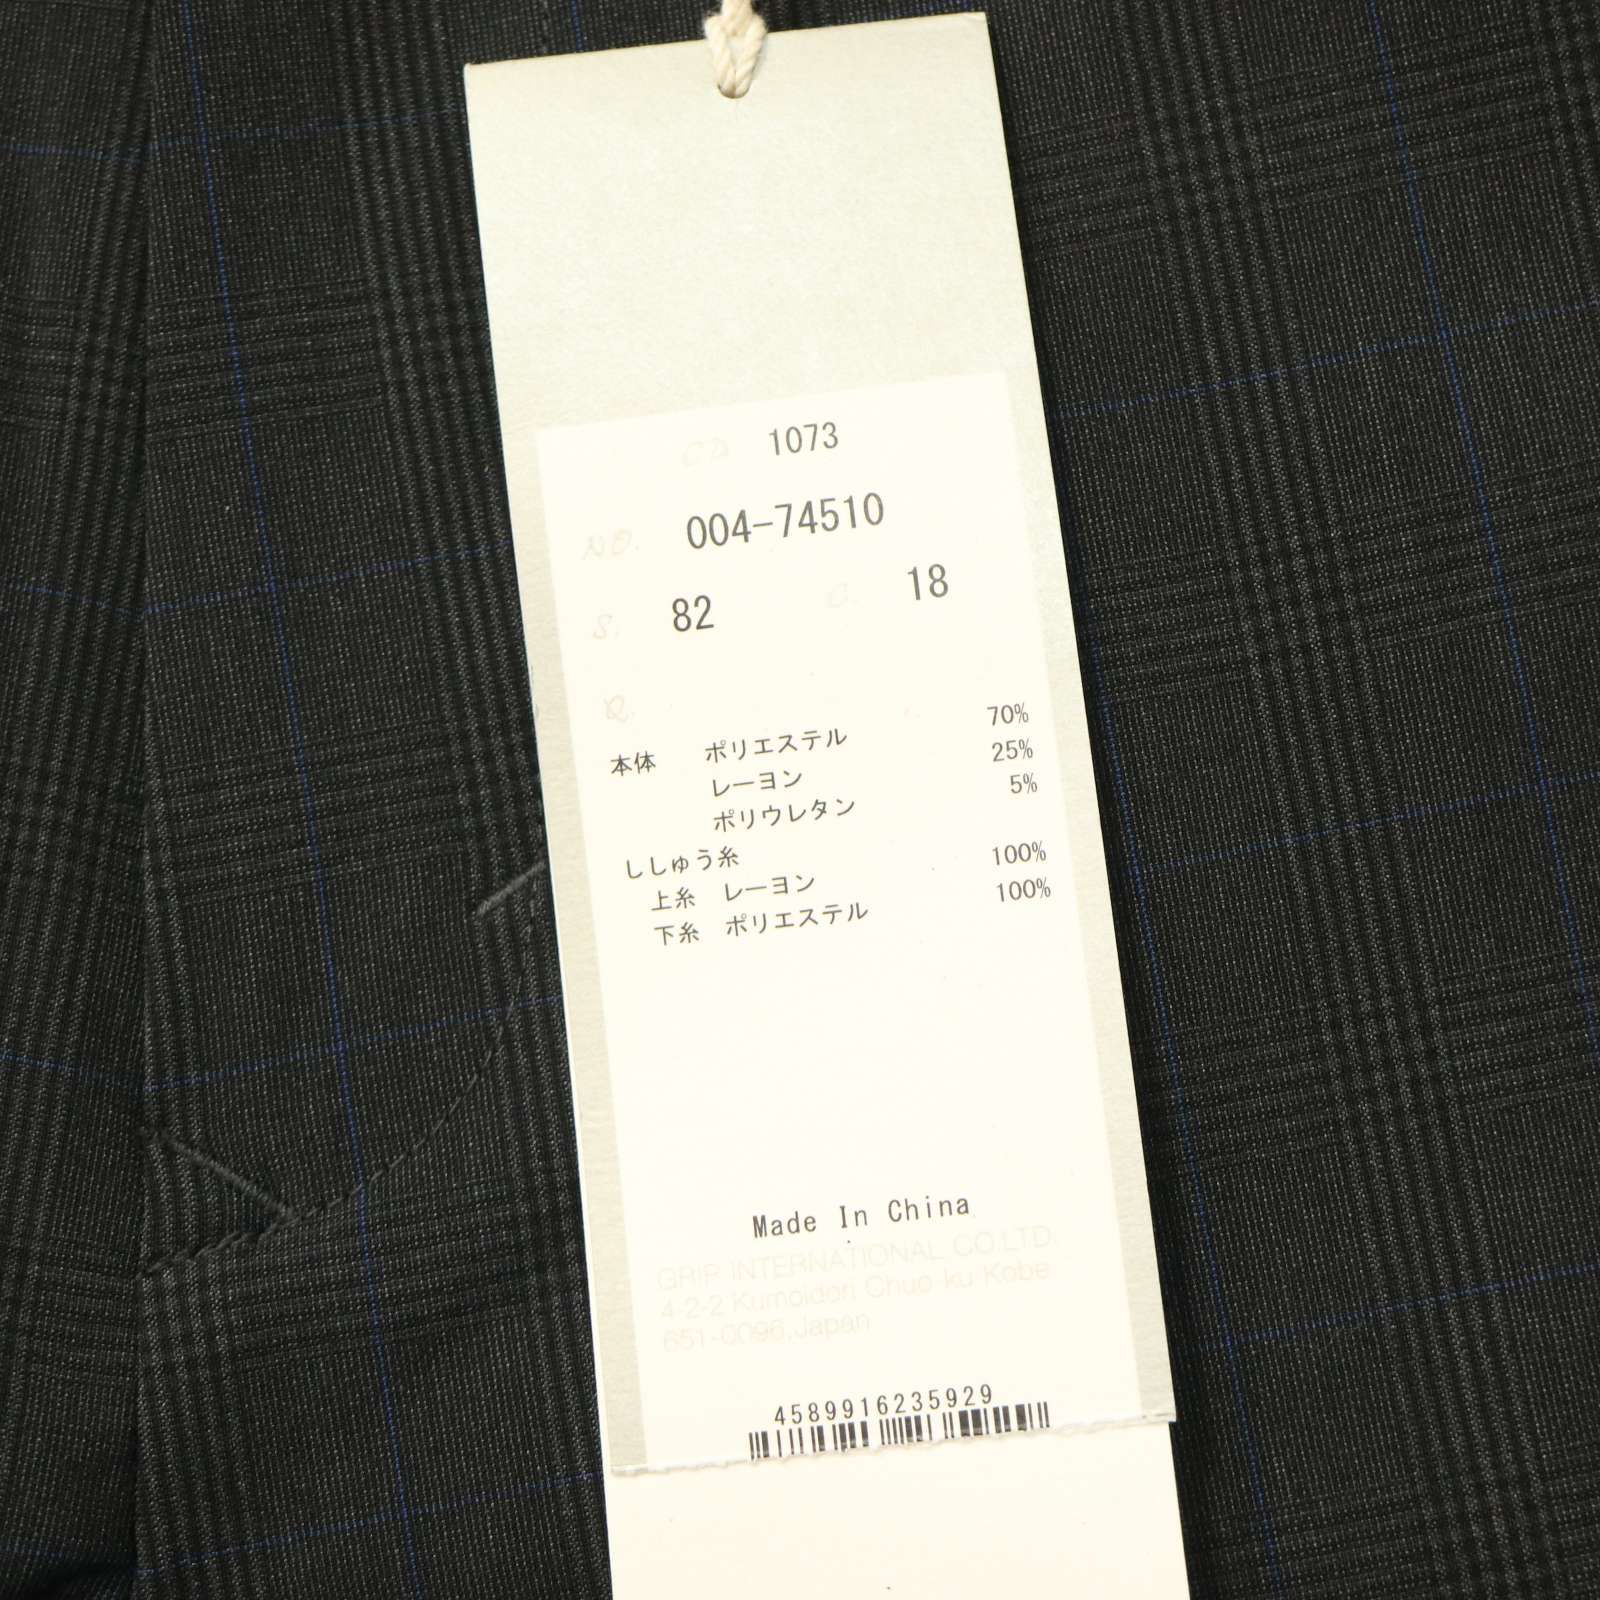 CD 1073
NO. 004-74510
S. 82 C. 18
Q.
本体 ポリエステル 70%
レーヨン 25%
ポリウレタン 5%
ししゅう糸
上糸 レーヨン 100%
下糸 ポリエステル 100%
Made In China
GRIP INTERNATIONAL CO.LTD.
4-2-2 Kumoidori Chuo-ku Kobe
651-0096,Japan
4589916235929